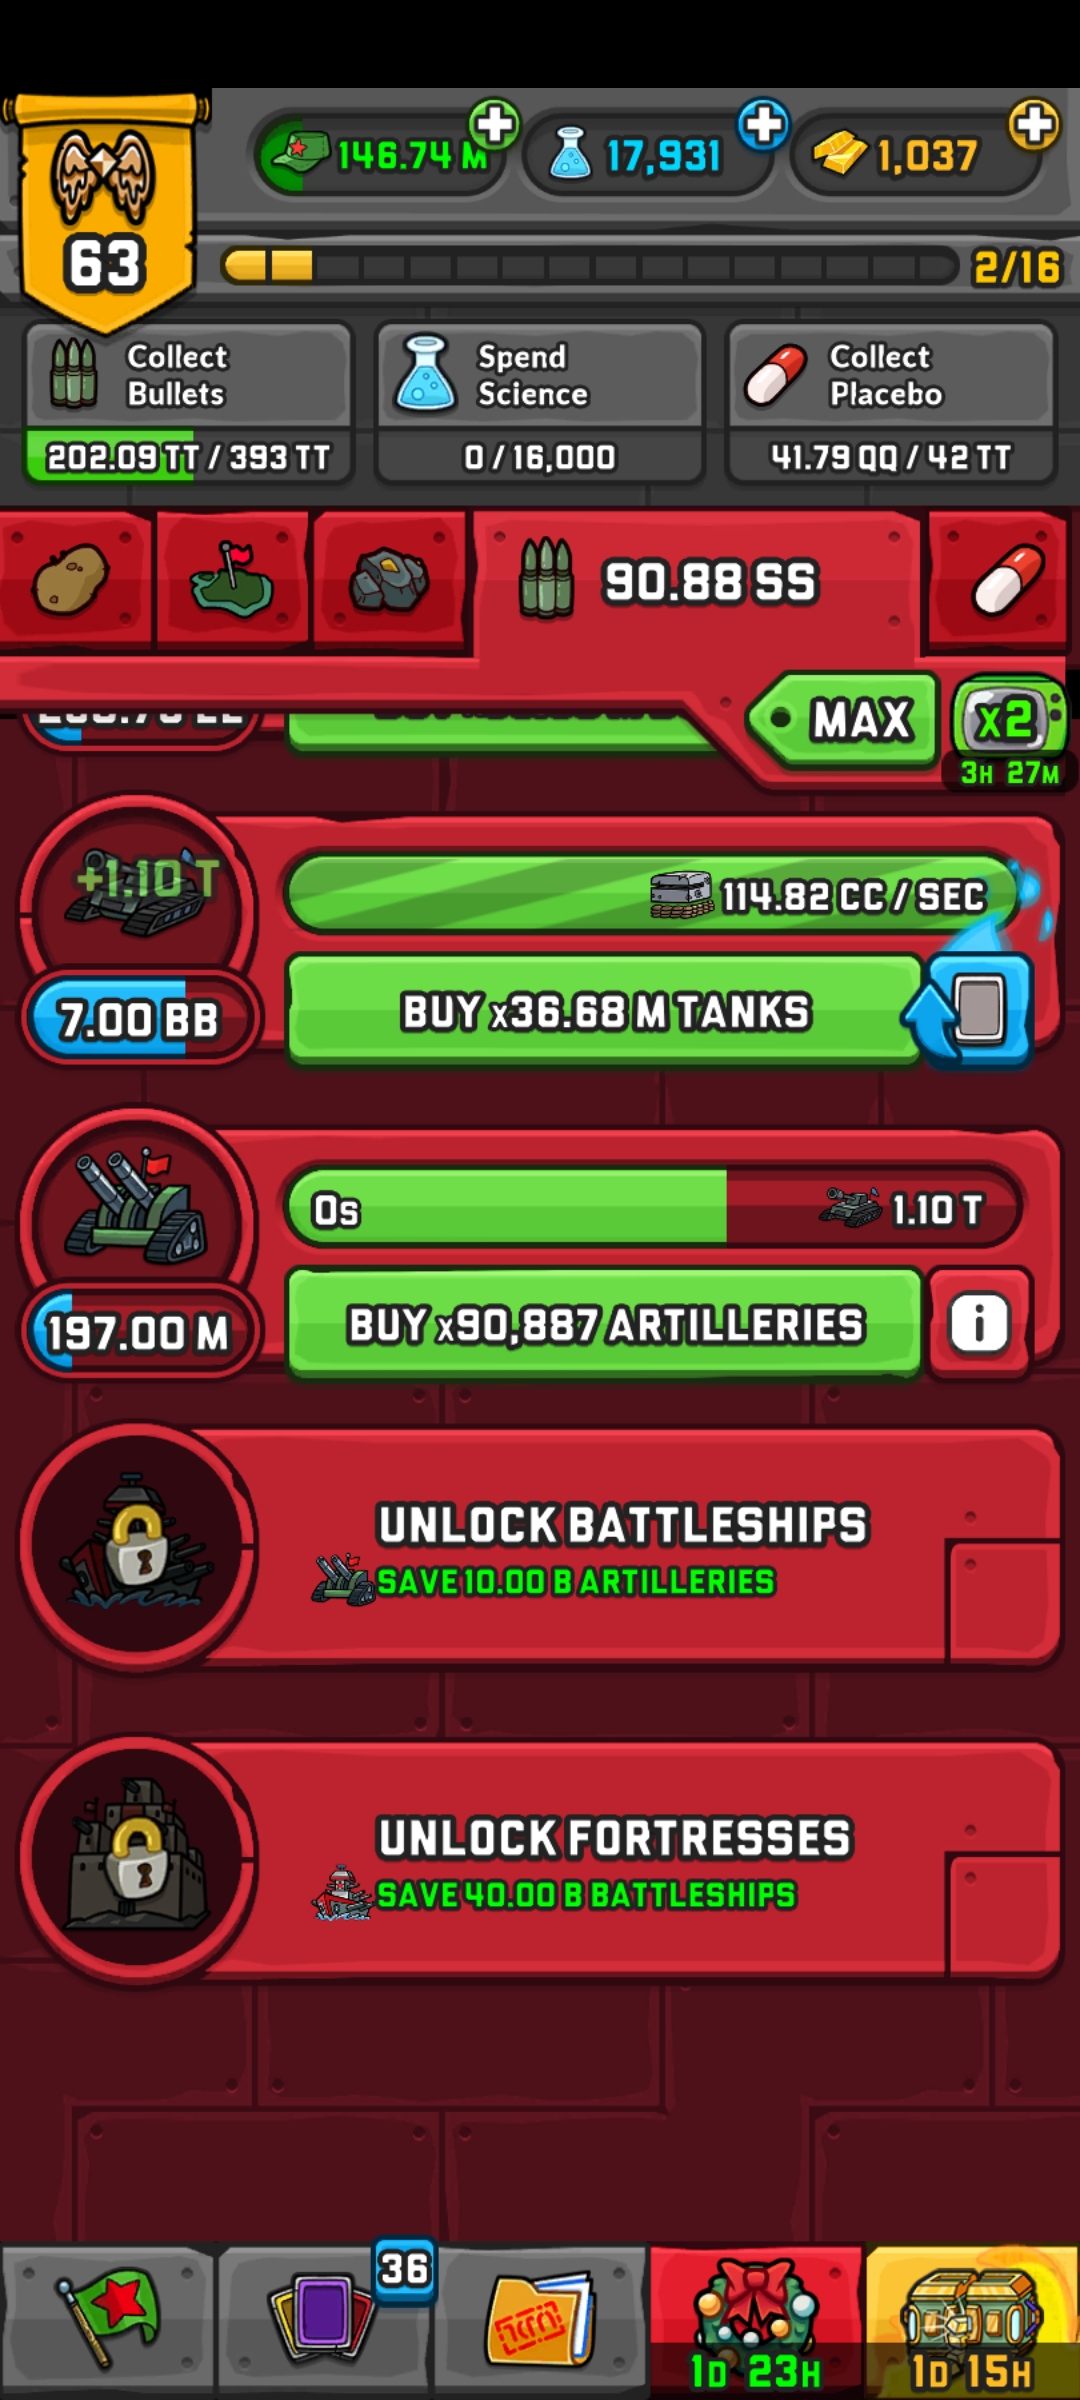 146.74 M
17,931
1,037
63
2/16
Collect
Bullets
202.09 TT / 393 TT
Spend
Science
0 / 16,000
Collect
Placebo
41.79 QQ / 42 TT
90.88 SS
MAX
x2
3H 27M
+1.10 T
114.82 CC / SEC
7.00 BB
BUY x36.68 M TANKS
0s
1.10 T
197.00 M
BUY x90,887 ARTILLERIES
i
UNLOCK BATTLESHIPS
SAVE 10.00 B ARTILLERIES
UNLOCK FORTRESSES
SAVE 40.00 B BATTLESHIPS
36
1D 23H
1D 15H